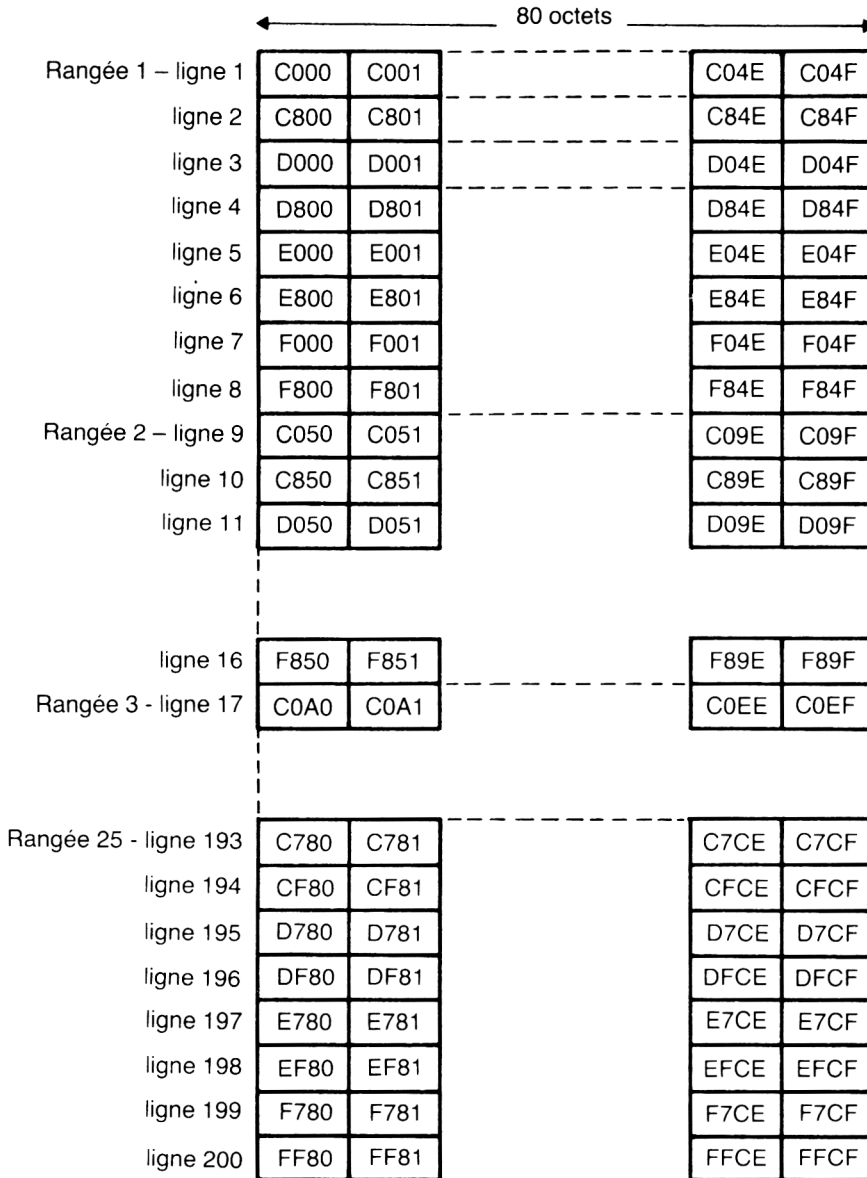 80 octets
Rangée 1 – ligne 1 C000 C001 C04E C04F
ligne 2 C800 C801 C84E C84F
ligne 3 D000 D001 D04E D04F
ligne 4 D800 D801 D84E D84F
ligne 5 E000 E001 E04E E04F
ligne 6 E800 E801 E84E E84F
ligne 7 F000 F001 F04E F04F
ligne 8 F800 F801 F84E F84F
Rangée 2 – ligne 9 C050 C051 C09E C09F
ligne 10 C850 C851 C89E C89F
ligne 11 D050 D051 D09E D09F
ligne 16 F850 F851 F89E F89F
Rangée 3 - ligne 17 C0A0 C0A1 C0EE C0EF
Rangée 25 - ligne 193 C780 C781 C7CE C7CF
ligne 194 CF80 CF81 CFCE CFCF
ligne 195 D780 D781 D7CE D7CF
ligne 196 DF80 DF81 DFCE DFCF
ligne 197 E780 E781 E7CE E7CF
ligne 198 EF80 EF81 EFCE EFCF
ligne 199 F780 F781 F7CE F7CF
ligne 200 FF80 FF81 FFCE FFCF